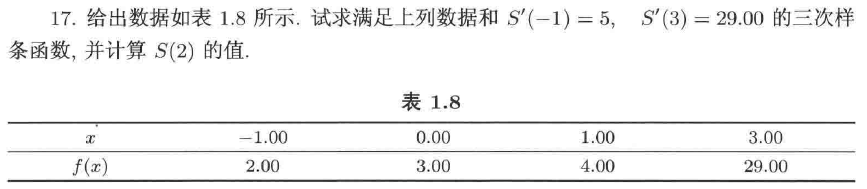 17. 给出数据如表 1.8 所示. 试求满足上列数据和 S′(−1) = 5, S′(3) = 29.00 的三次样
条函数, 并计算 S(2) 的值.
表 1.8
x −1.00 0.00 1.00 3.00
f(x) 2.00 3.00 4.00 29.00